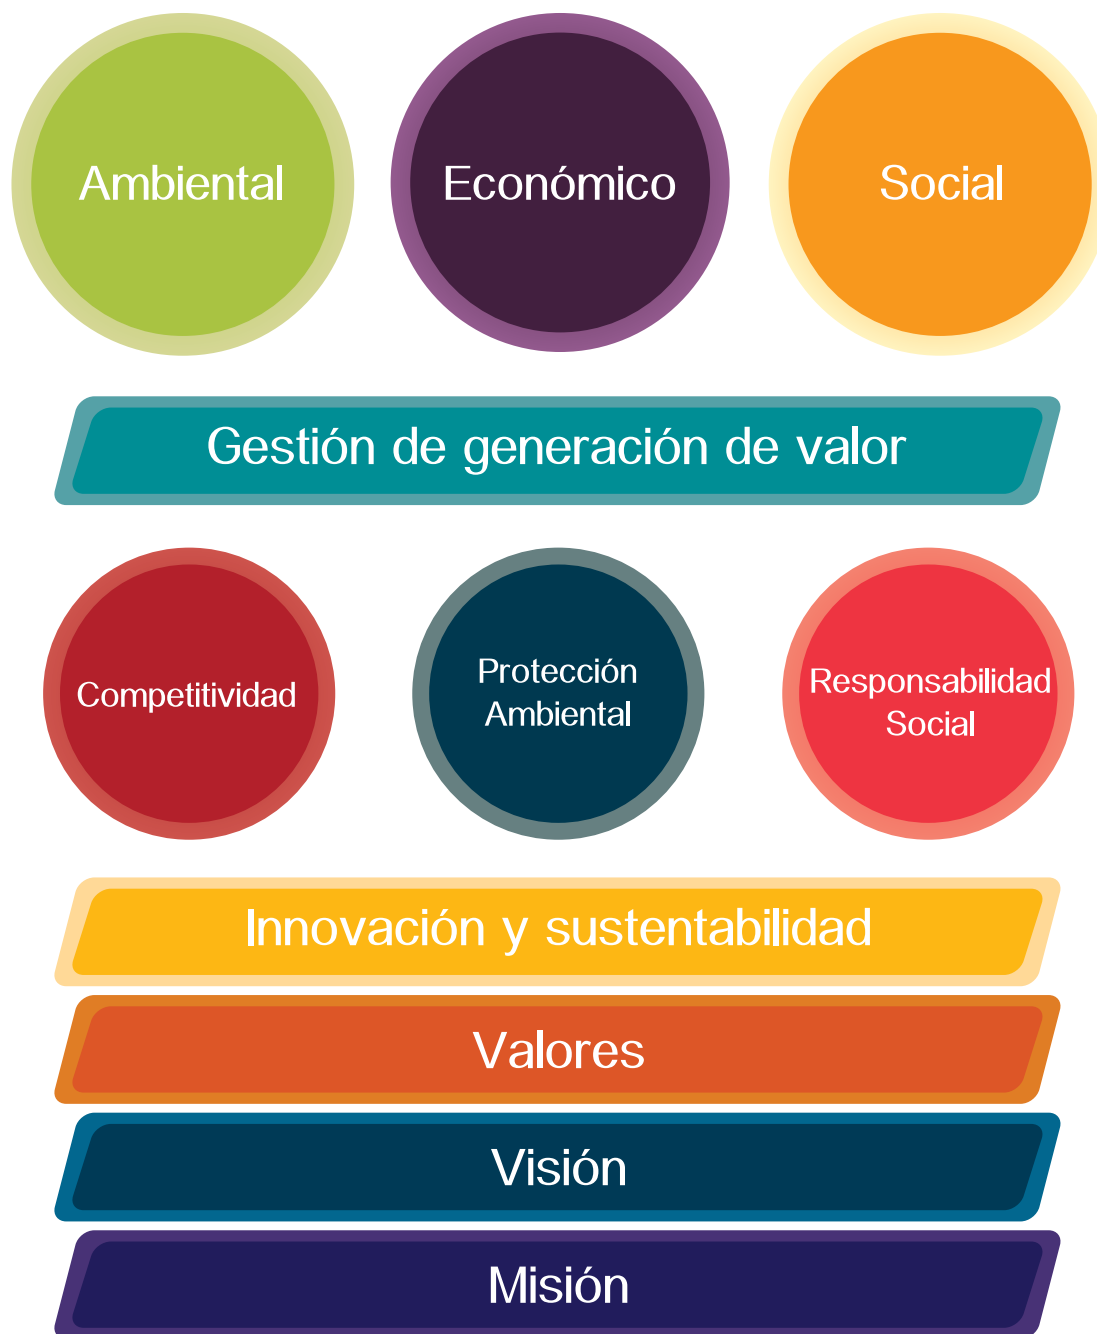 Ambiental
Económico
Social
Gestión de generación de valor
Competitividad
Protección
Ambiental
Responsabilidad
Social
Innovación y sustentabilidad
Valores
Visión
Misión